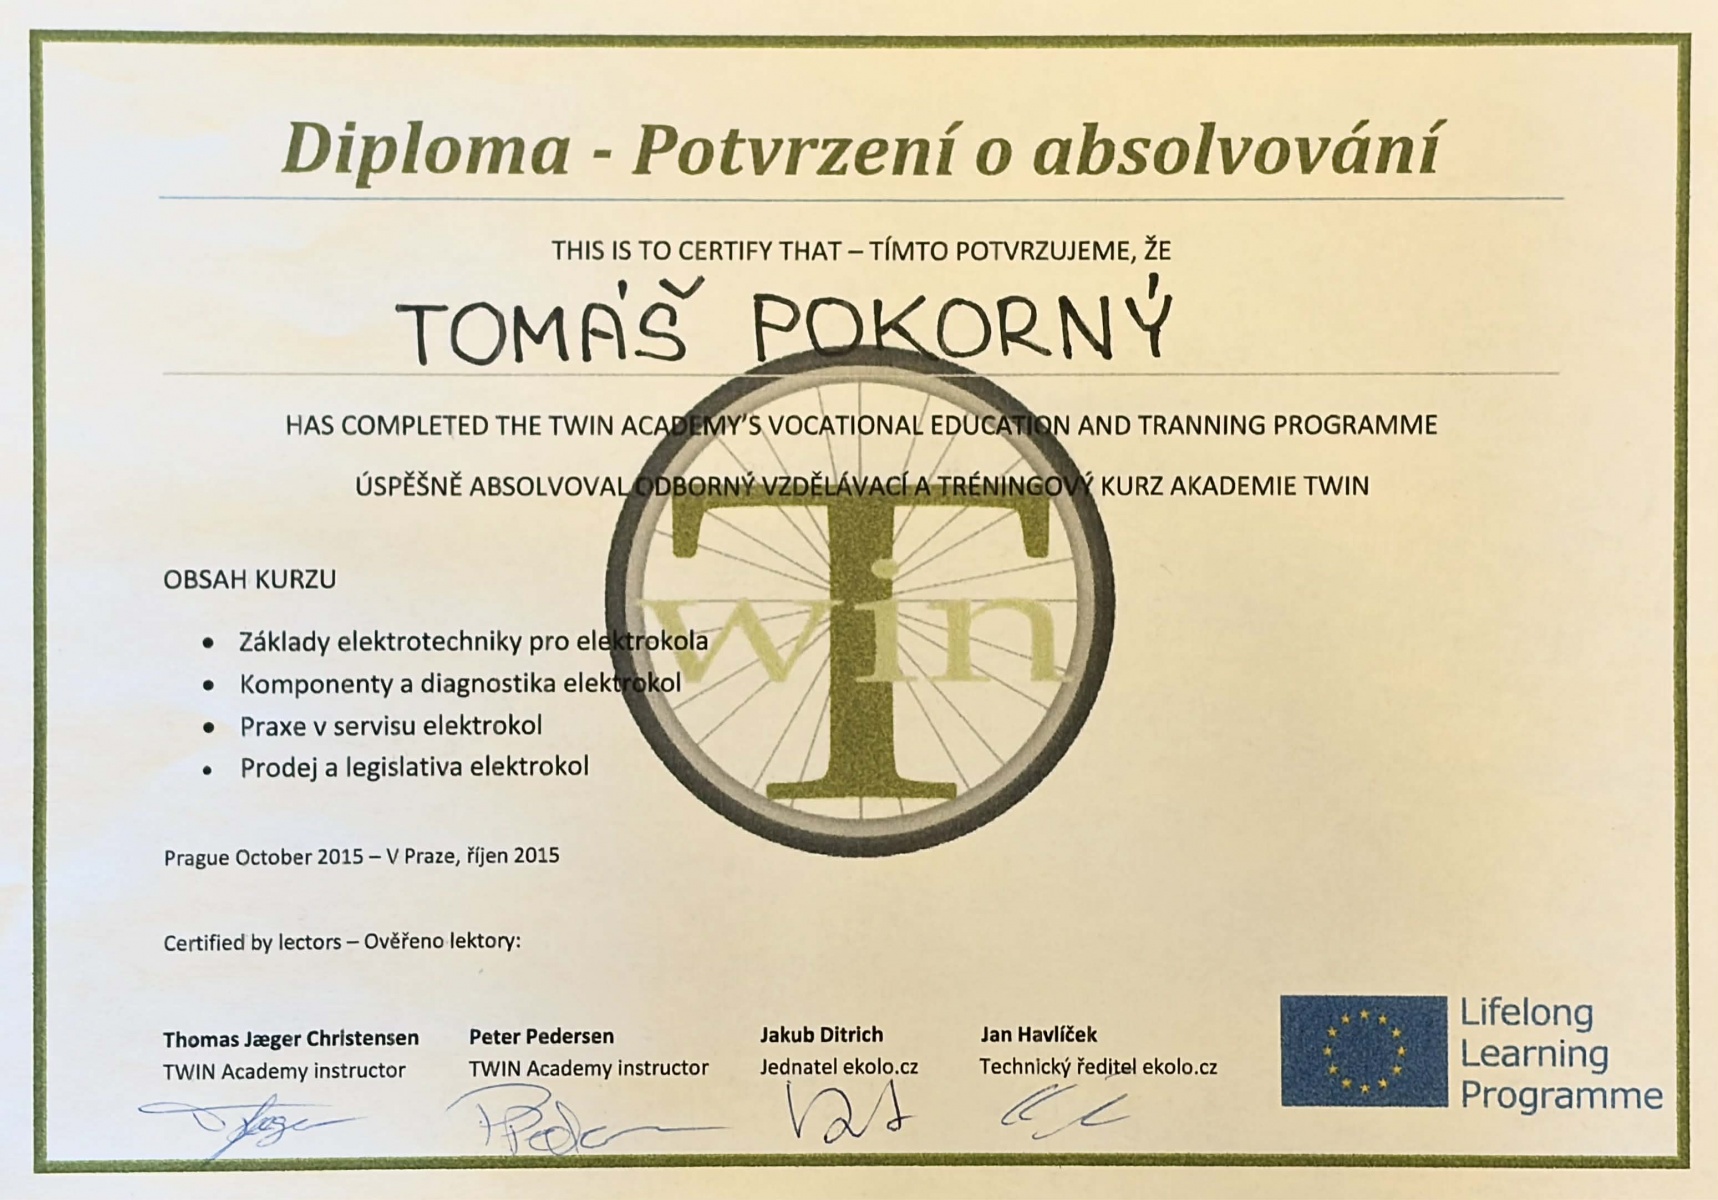 Diploma - Potvrzení o absolvování
THIS IS TO CERTIFY THAT – TÍMTO POTVRZUJEME, ŽE
TOMÁŠ POKORNÝ
HAS COMPLETED THE TWIN ACADEMY'S VOCATIONAL EDUCATION AND TRANNING PROGRAMME
ÚSPĚŠNĚ ABSOLVOVAL ODBORNÝ VZDĚLÁVACÍ A TRÉNINGOVÝ KURZ AKADEMIE TWIN
Twin
OBSAH KURZU
• Základy elektrotechniky pro elektrokola
• Komponenty a diagnostika elektrokol
• Praxe v servisu elektrokol
• Prodej a legislativa elektrokol
Prague October 2015 – V Praze, říjen 2015
Certified by lectors – Ověřeno lektory:
Thomas Jæger Christensen
TWIN Academy instructor
Peter Pedersen
TWIN Academy instructor
Jakub Ditrich
Jednatel ekolo.cz
Jan Havlíček
Technický ředitel ekolo.cz
Lifelong
Learning
Programme